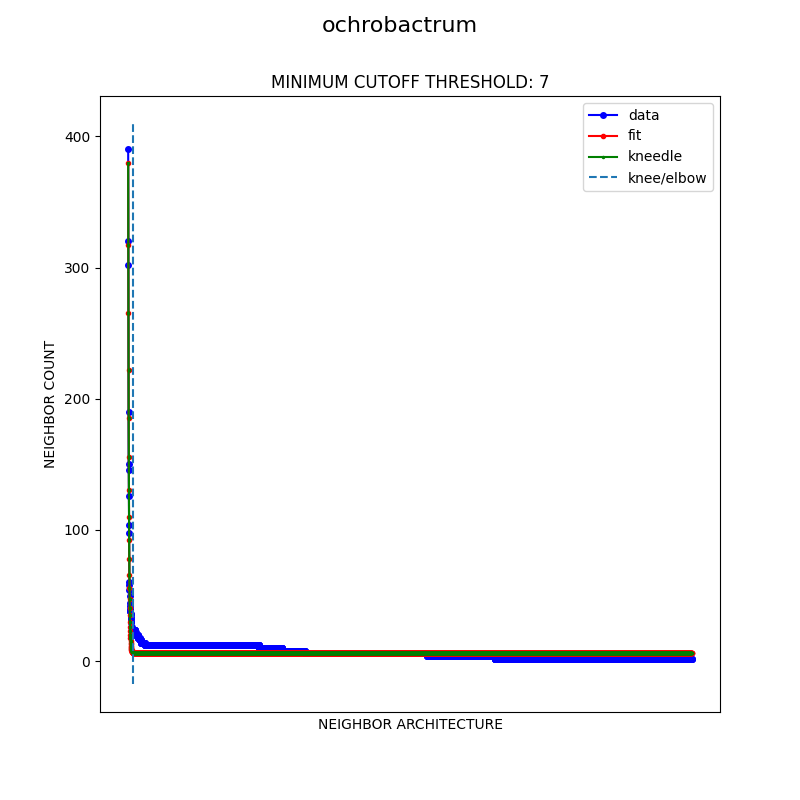 ochrobactrum
MINIMUM CUTOFF THRESHOLD: 7
data
fit
kneedle
knee/elbow
400
300
200
100
0
NEIGHBOR COUNT
NEIGHBOR ARCHITECTURE